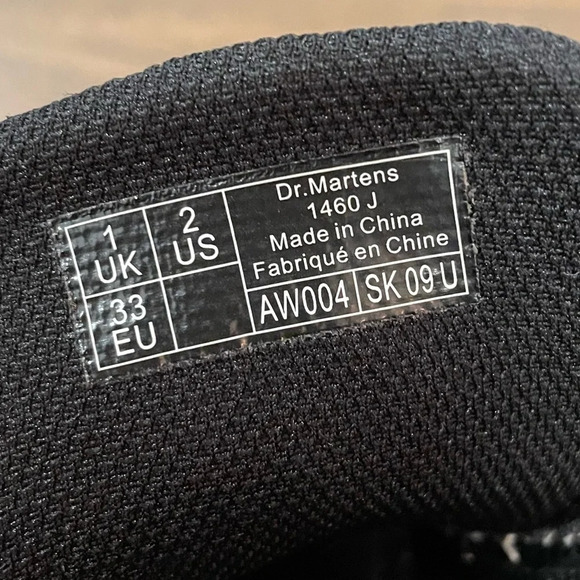 1
UK
2
US
33
EU
Dr.Martens
1460 J
Made in China
Fabriqué en Chine
AW004
SK 09 U